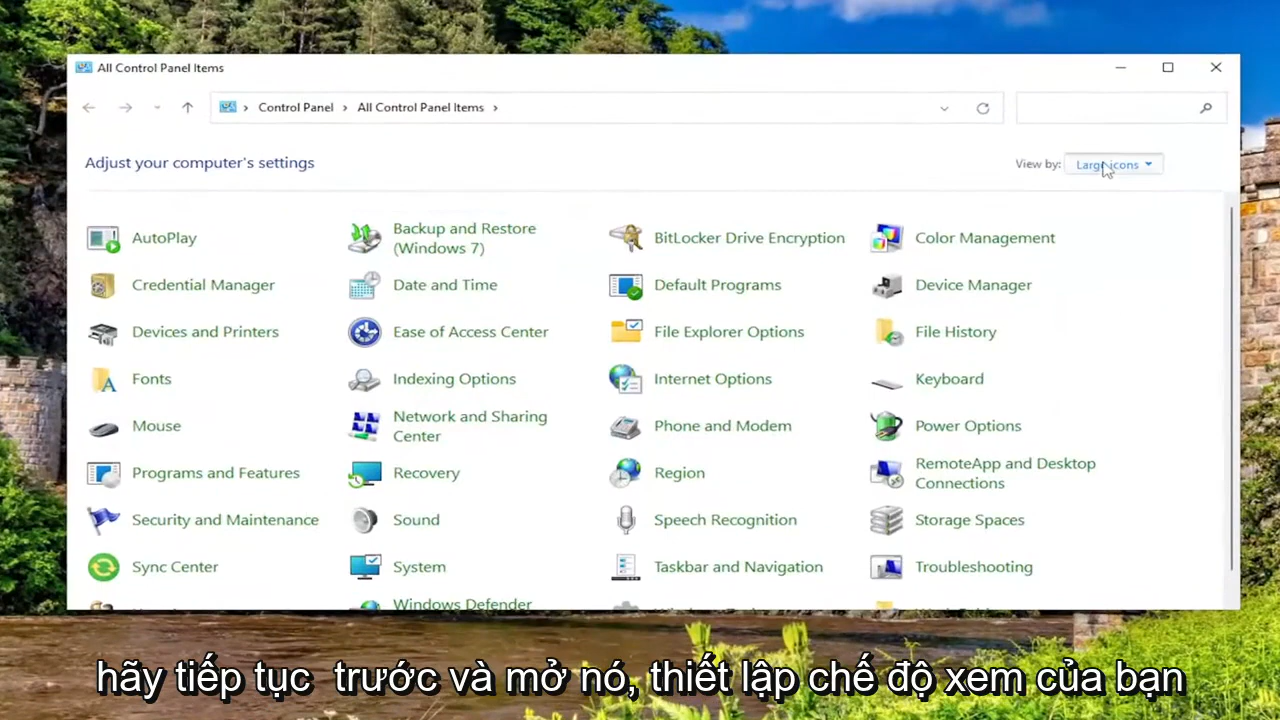 All Control Panel Items
Control Panel > All Control Panel Items >
Adjust your computer's settings
View by: Large icons
AutoPlay
Backup and Restore
(Windows 7)
BitLocker Drive Encryption
Color Management
Credential Manager
Date and Time
Default Programs
Device Manager
Devices and Printers
Ease of Access Center
File Explorer Options
File History
Fonts
Indexing Options
Internet Options
Keyboard
Mouse
Network and Sharing
Center
Phone and Modem
Power Options
Programs and Features
Recovery
Region
RemoteApp and Desktop
Connections
Security and Maintenance
Sound
Speech Recognition
Storage Spaces
Sync Center
System
Taskbar and Navigation
Troubleshooting
Windows Defender
hãy tiếp tục trước và mở nó, thiết lập chế độ xem của bạn